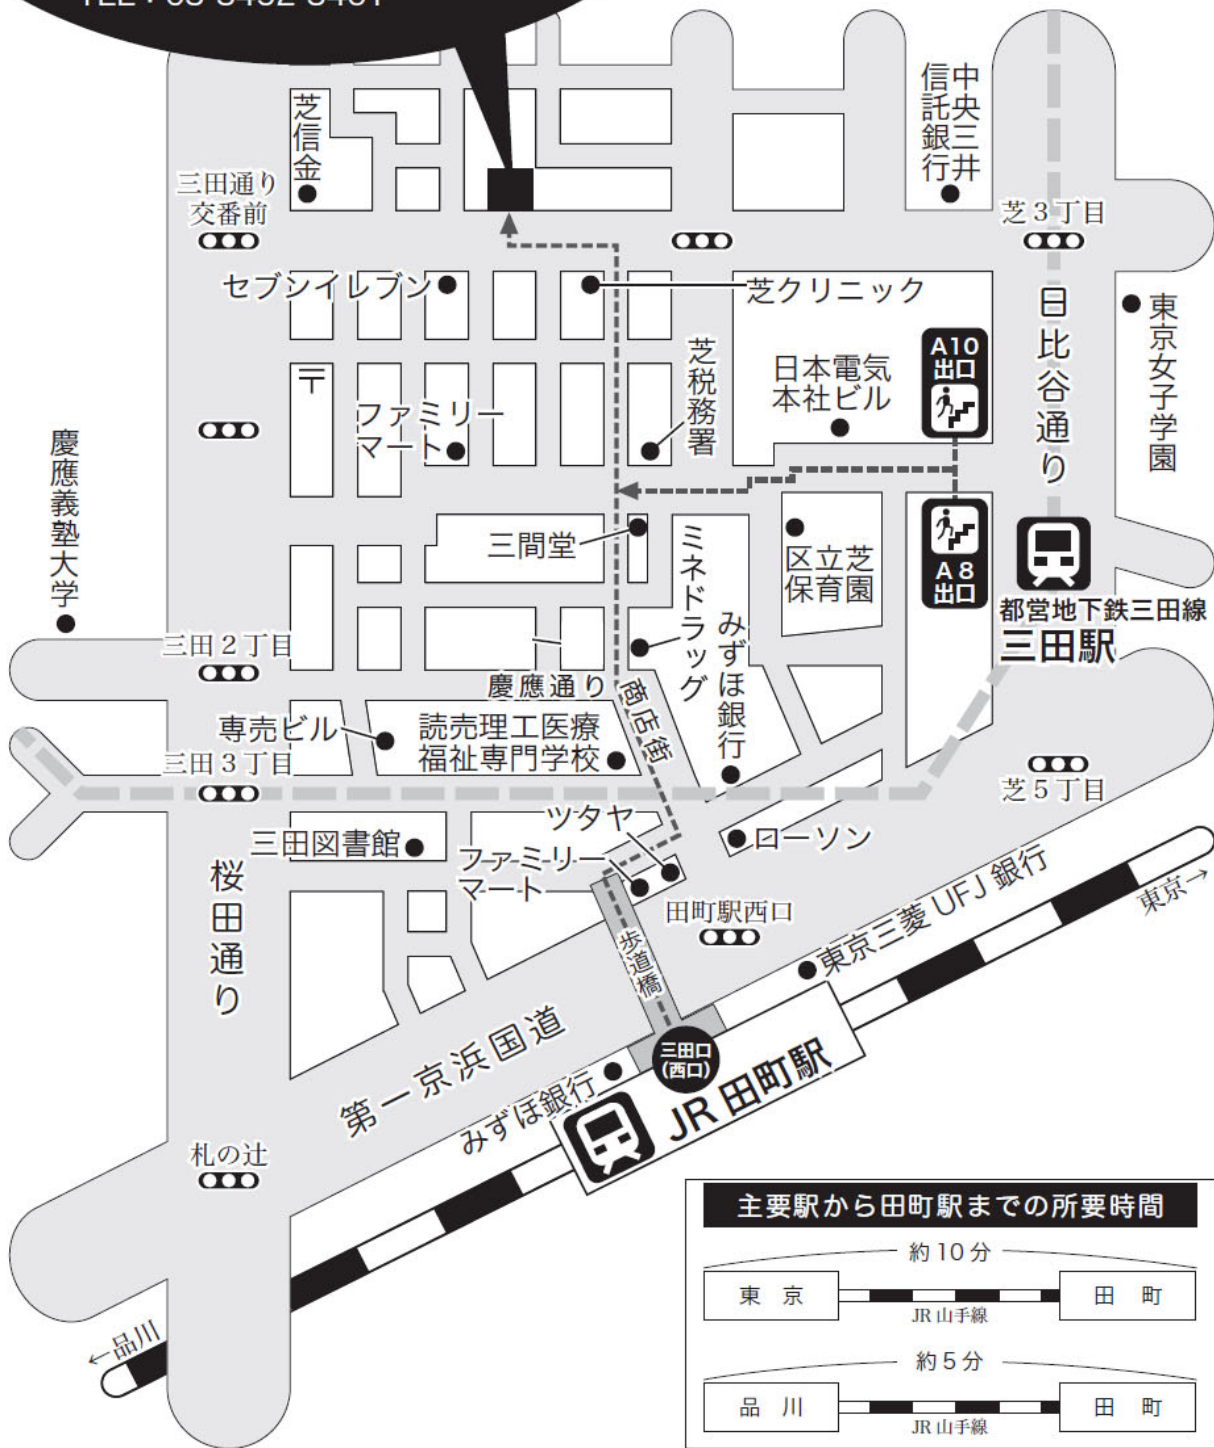 芝信金
中央三井
信託銀行
三田通り
交番前
芝3丁目
セブンイレブン
芝クリニック
日比谷通り
東京女子学園
A10
出口
芝税務署
日本電気
本社ビル
〒
ファミリー
マート
慶應義塾大学
三間堂
ミネドラッグ
区立芝
保育園
A8
出口
都営地下鉄三田線
三田駅
みずほ銀行
三田2丁目
慶應通り
商店街
専売ビル
読売理工医療
福祉専門学校
三田3丁目
芝5丁目
ツタヤ
ローソン
三田図書館
ファミリー
マート
桜田通り
田町駅西口
東京三菱UFJ銀行
東京→
歩道橋
第一京浜国道
三田口
(西口)
JR田町駅
みずほ銀行
札の辻
←品川
主要駅から田町駅までの所要時間
約10分
東 京
田 町
JR山手線
約5分
品 川
田 町
JR山手線